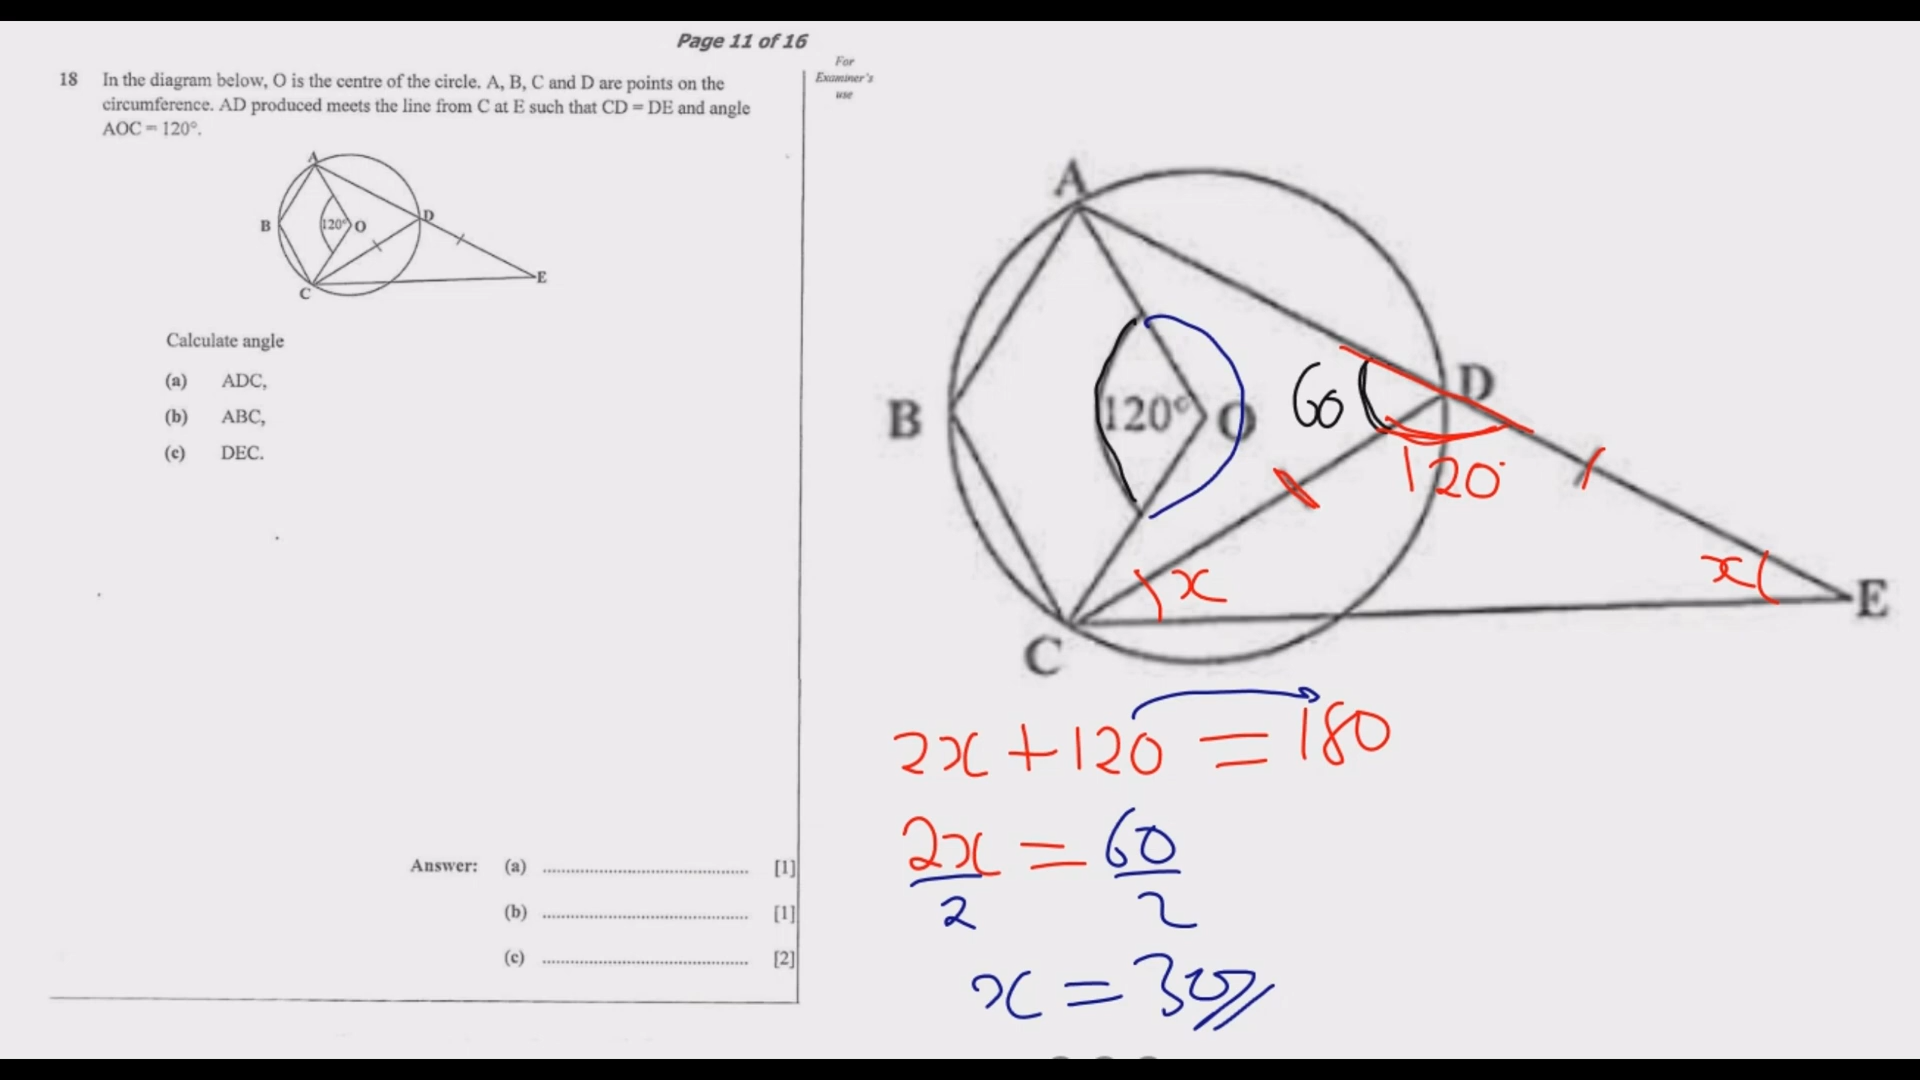 Page 11 of 16
For
Examiner's
use
18 In the diagram below, O is the centre of the circle. A, B, C and D are points on the
circumference. AD produced meets the line from C at E such that CD = DE and angle
AOC = 120°.
A
B
120°
O
D
C
E
Calculate angle
(a) ADC,
(b) ABC,
(c) DEC.
Answer: (a) ........................................ [1]
(b) ........................................ [1]
(c) ........................................ [2]
A
B
120°
O
60
D
120°
x
x
C
E
2x + 120 = 180
2x = 60
2 2
x = 30